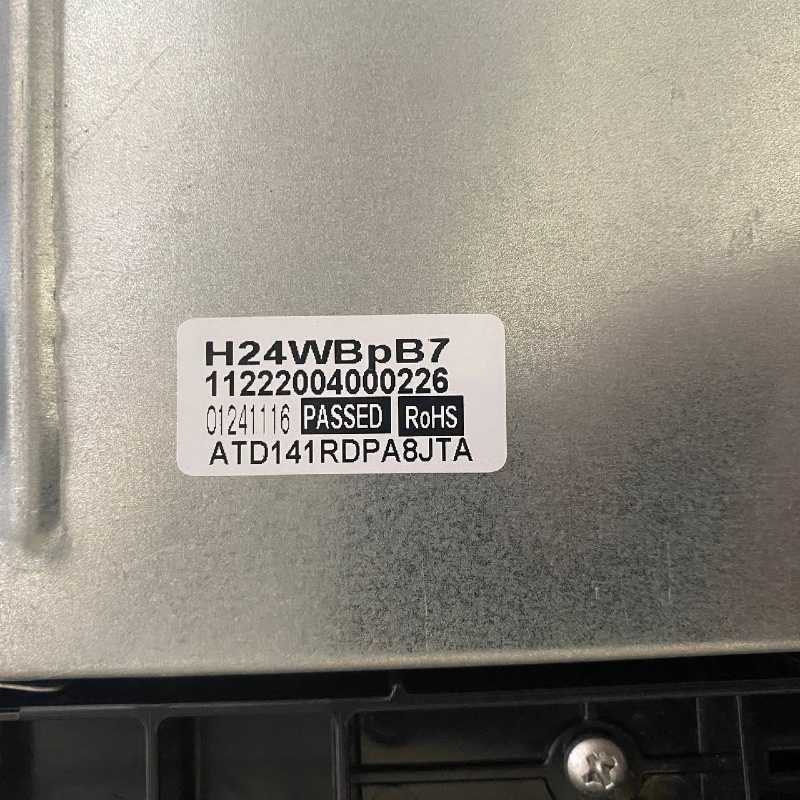 H24WBpB7
11222004000226
01241116 PASSED RoHS
ATD141RDPA8JTA